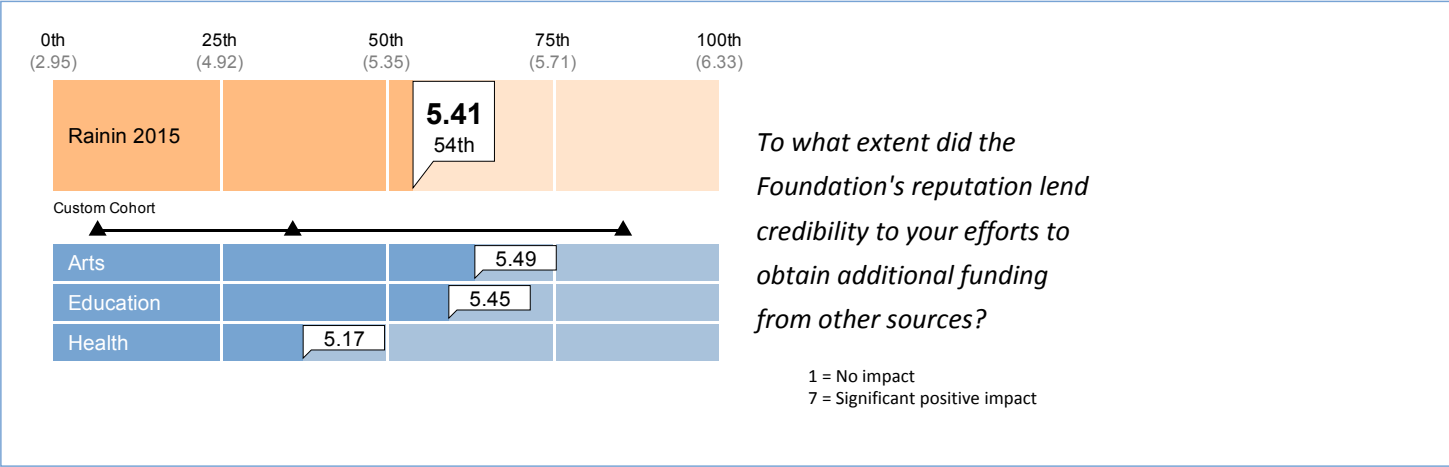 0th 25th 50th 75th 100th
(2.95) (4.92) (5.35) (5.71) (6.33)
Rainin 2015
5.41
54th
Custom Cohort
Arts 5.49
Education 5.45
Health 5.17
To what extent did the
Foundation's reputation lend
credibility to your efforts to
obtain additional funding
from other sources?
1 = No impact
7 = Significant positive impact